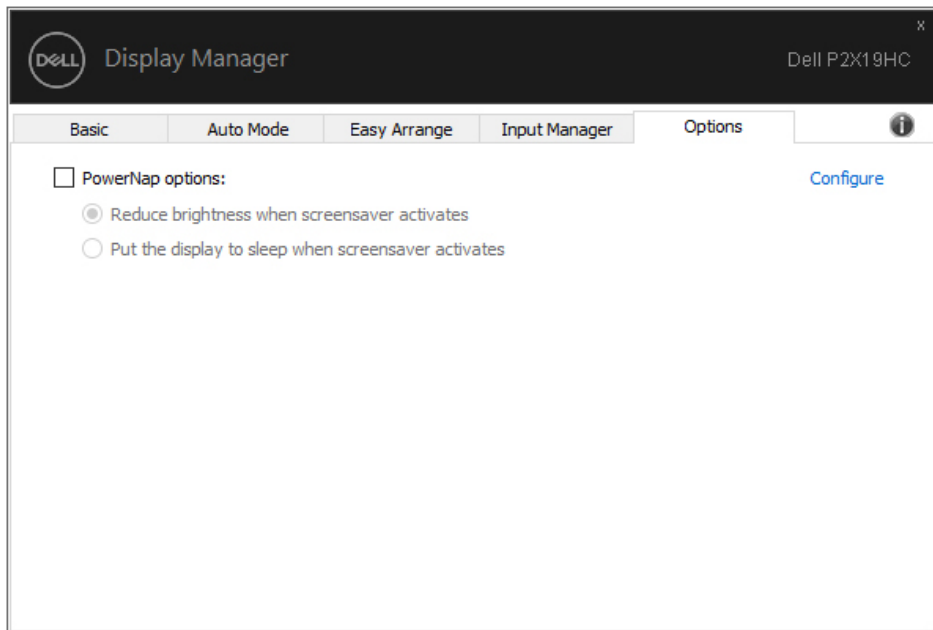 x
DELL Display Manager Dell P2X19HC
Basic Auto Mode Easy Arrange Input Manager Options i
PowerNap options: Configure
Reduce brightness when screensaver activates
Put the display to sleep when screensaver activates